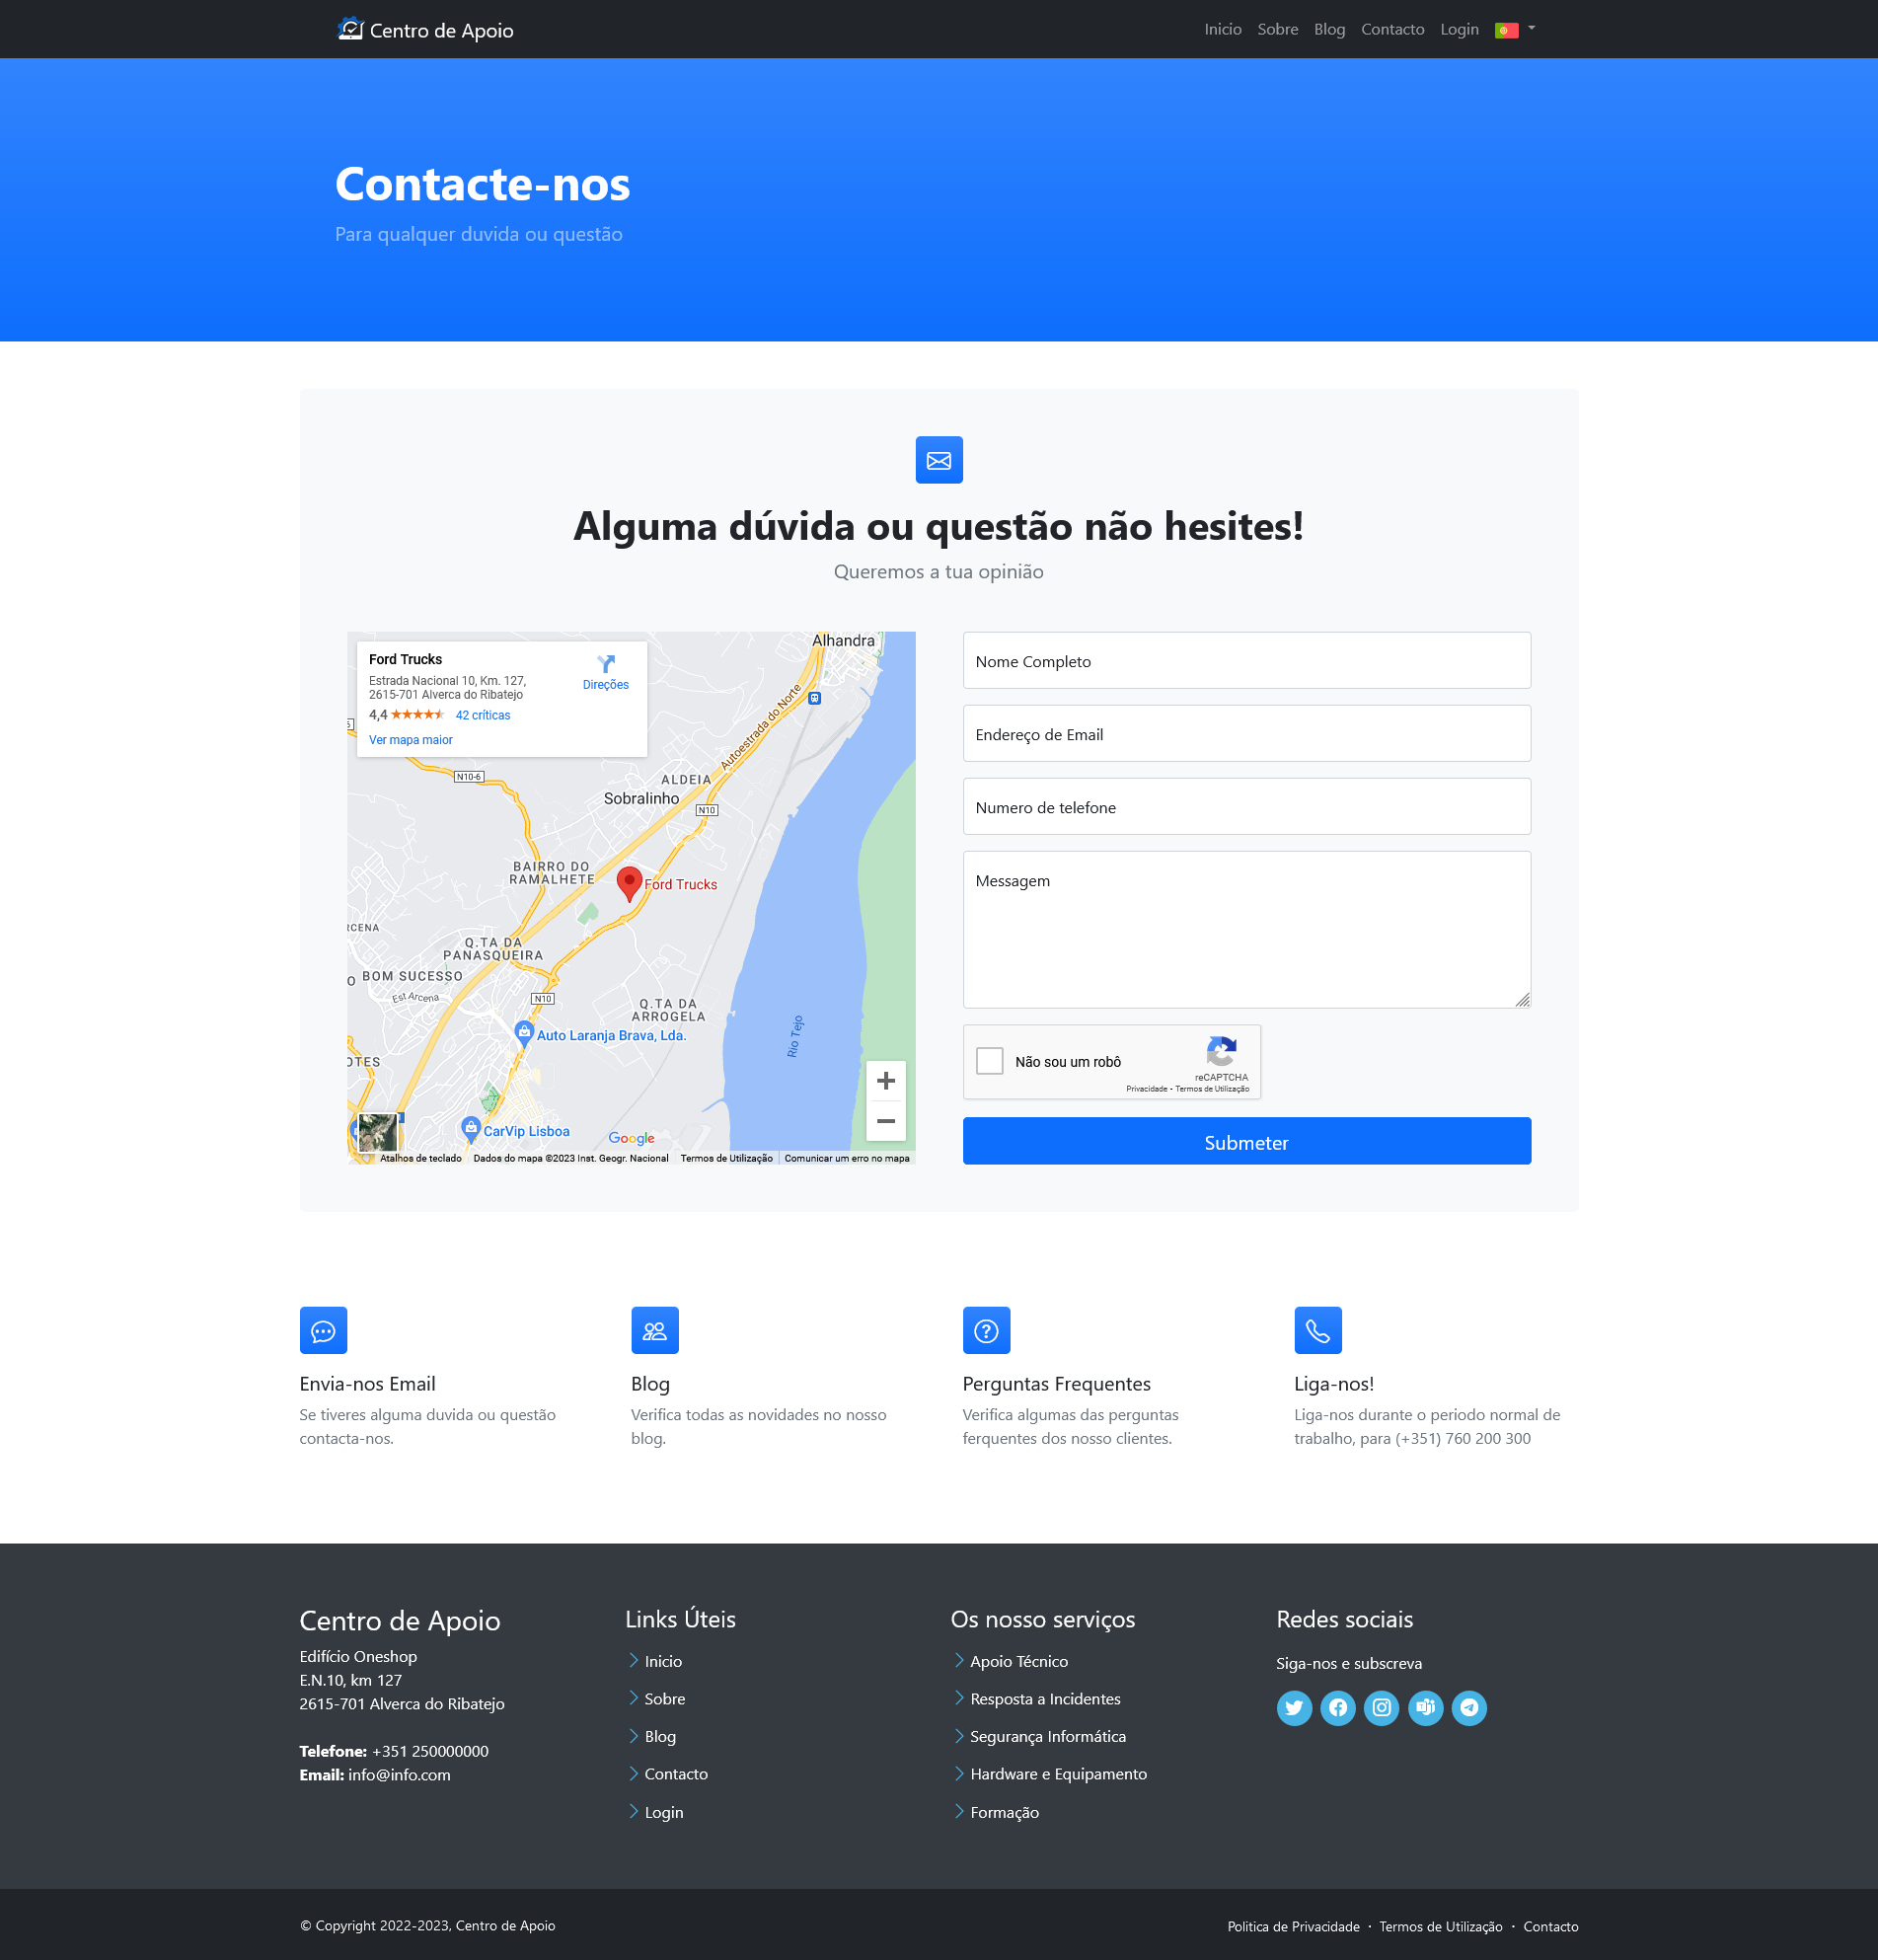 Centro de Apoio
Inicio
Sobre
Blog
Contacto
Login
Contacte-nos
Para qualquer duvida ou questão
Alguma dúvida ou questão não hesites!
Queremos a tua opinião
Ford Trucks
Estrada Nacional 10, Km. 127,
2615-701 Alverca do Ribatejo
Direções
4,4
42 críticas
Ver mapa maior
Alhandra
Autoestrada do Norte
N10-6
ALDEIA
Sobralinho
N10
BAIRRO DO
RAMALHETE
Ford Trucks
RCENA
Q.TA DA
PANASQUEIRA
BOM SUCESSO
Est Arcena
N10
Q.TA DA
ARROGELA
Auto Laranja Brava, Lda.
Rio Tejo
OTES
CarVip Lisboa
Google
Atalhos de teclado
Dados do mapa ©2023 Inst. Geogr. Nacional
Termos de Utilização
Comunicar um erro no mapa
Nome Completo
Endereço de Email
Numero de telefone
Messagem
Não sou um robô
reCAPTCHA
Privacidade • Termos de Utilização
Submeter
Envia-nos Email
Se tiveres alguma duvida ou questão
contacta-nos.
Blog
Verifica todas as novidades no nosso
blog.
Perguntas Frequentes
Verifica algumas das perguntas
ferquentes dos nosso clientes.
Liga-nos!
Liga-nos durante o periodo normal de
trabalho, para (+351) 760 200 300
Centro de Apoio
Edifício Oneshop
E.N.10, km 127
2615-701 Alverca do Ribatejo
Telefone: +351 250000000
Email: info@info.com
Links Úteis
Inicio
Sobre
Blog
Contacto
Login
Os nosso serviços
Apoio Técnico
Resposta a Incidentes
Segurança Informática
Hardware e Equipamento
Formação
Redes sociais
Siga-nos e subscreva
© Copyright 2022-2023, Centro de Apoio
Politica de Privacidade · Termos de Utilização · Contacto